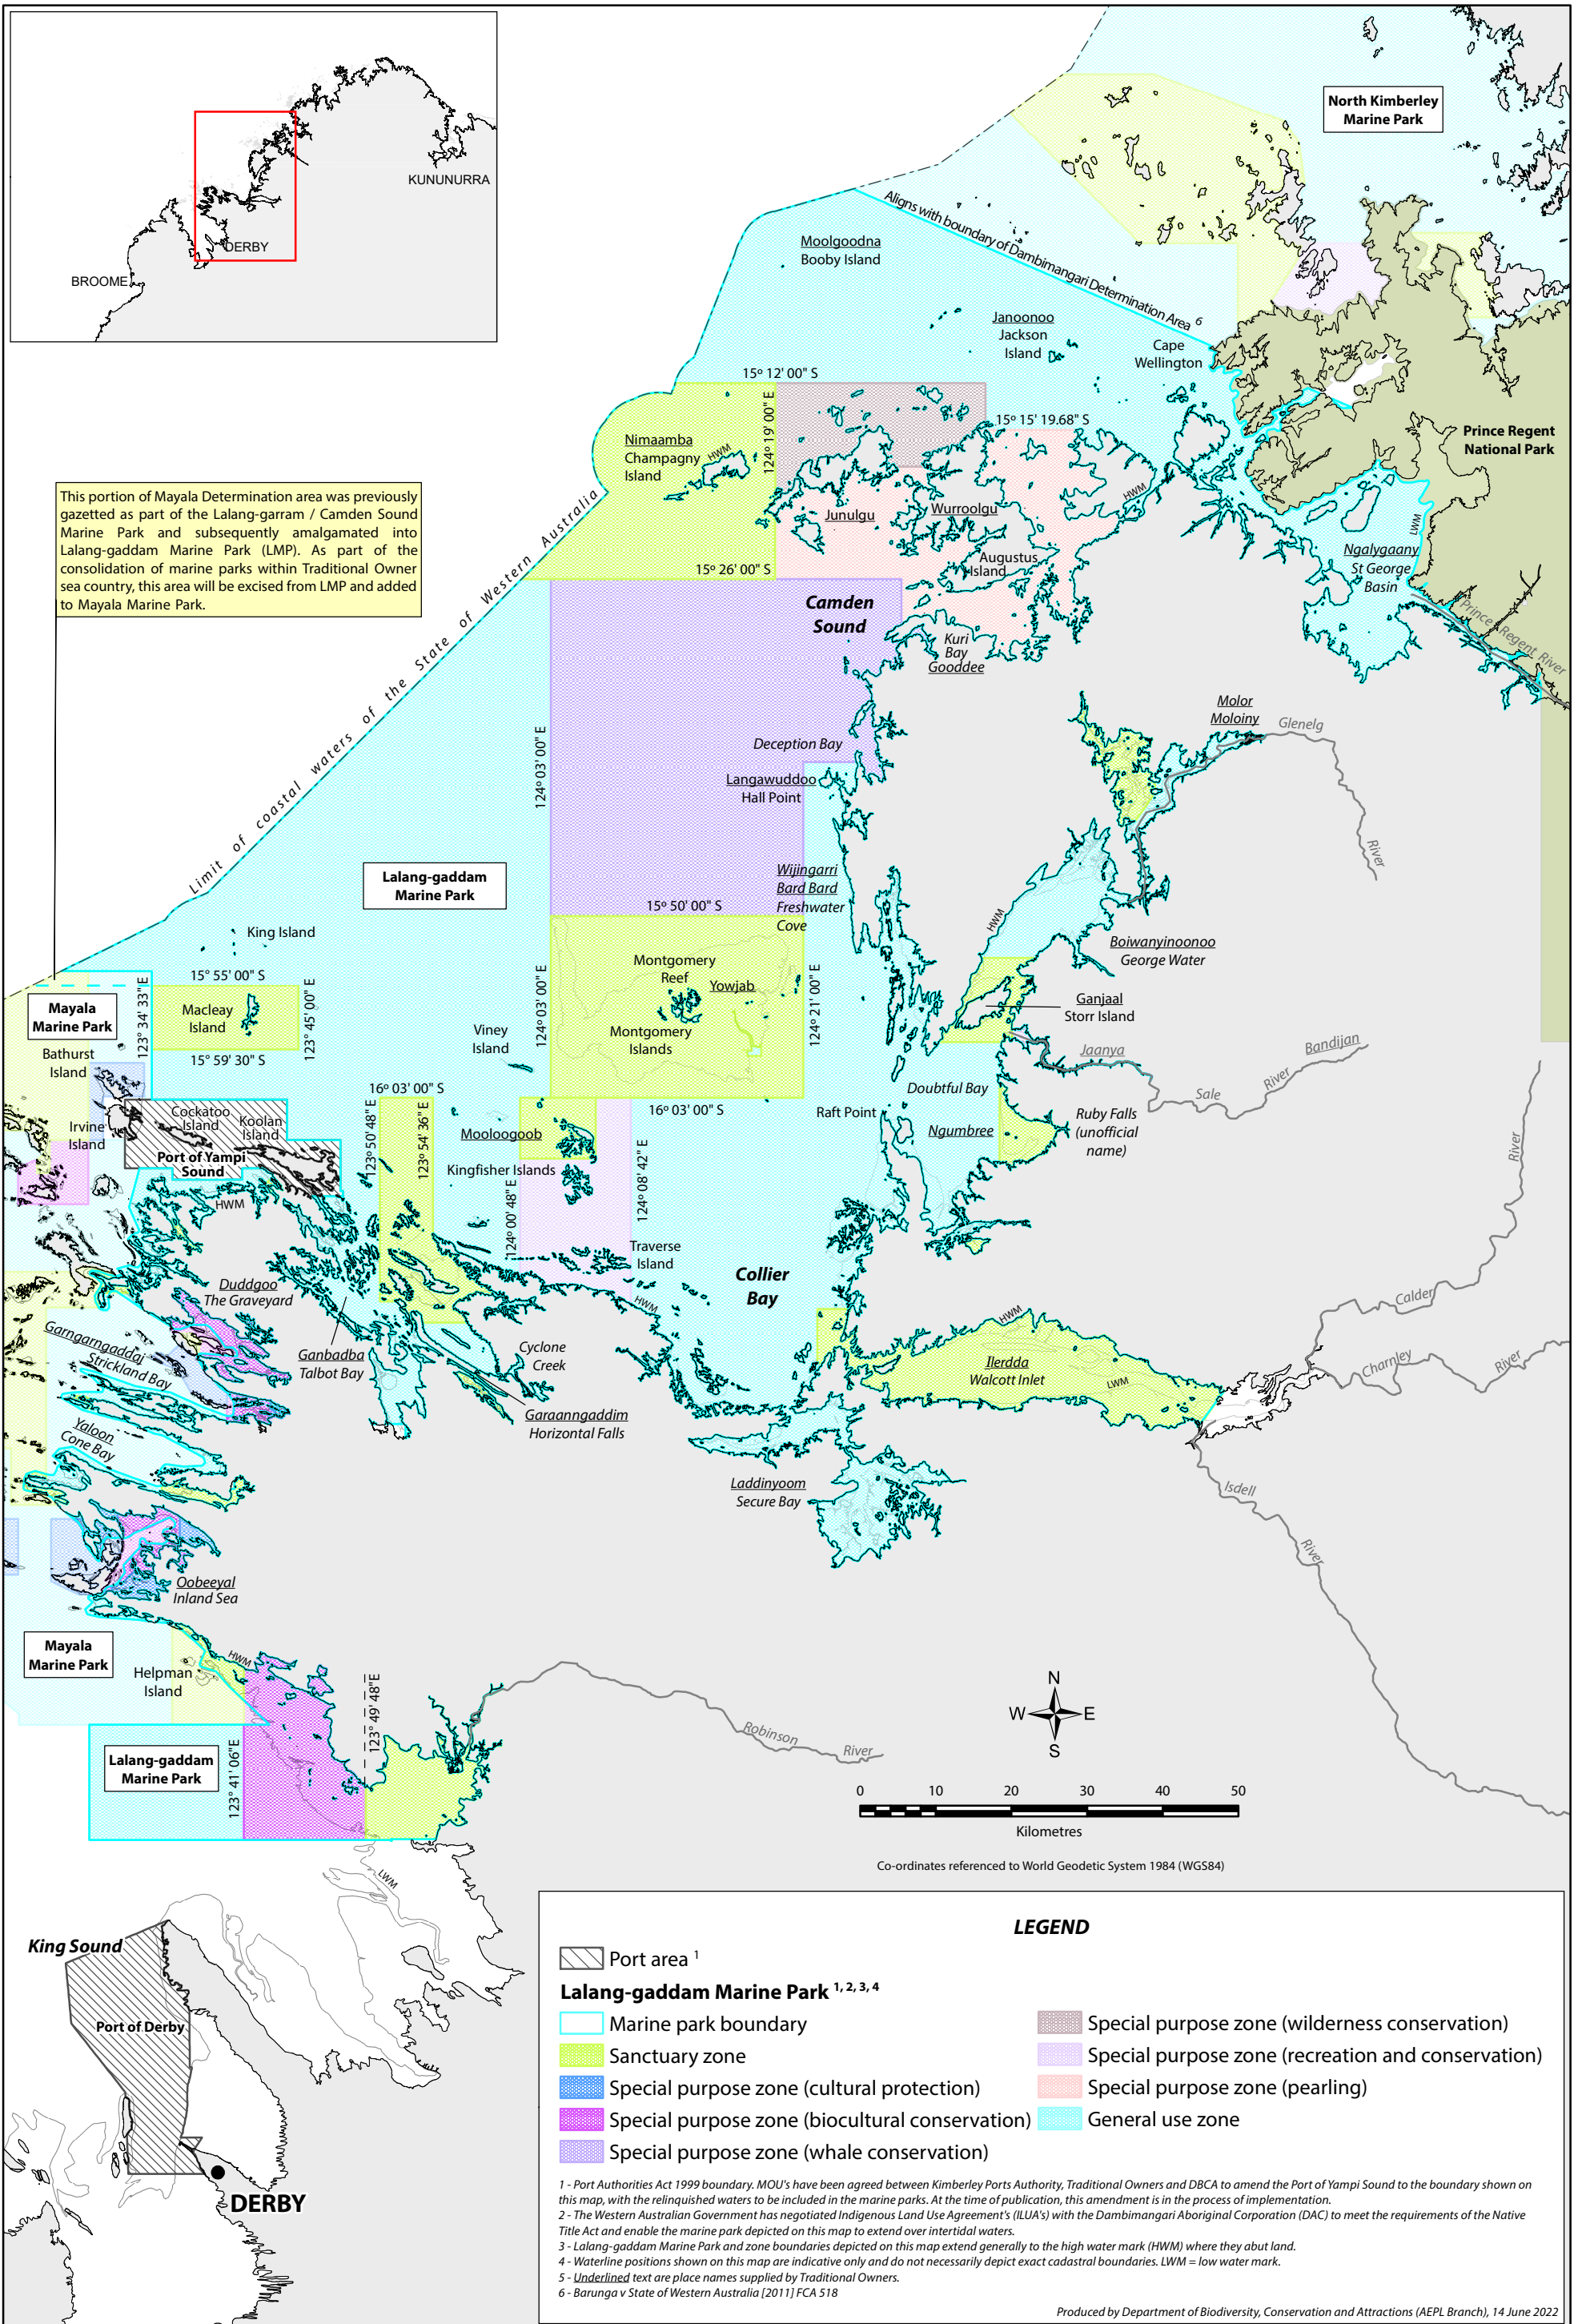 KUNUNURRA
DERBY
BROOME
North Kimberley
Marine Park
Aligns with boundary of Dambimangari Determination Area 6
Moolgoodna
Booby Island
Janoonoo
Jackson
Island
Cape
Wellington
15º 12' 00" S
124º 19' 00" E
15º 15' 19.68" S
Prince Regent
National Park
Nimaamba
Champagny
Island
HWM
HWM
LWM
Junulgu
Wurroolgu
Augustus
Island
Ngalygaany
St George
Basin
Prince Regent River
This portion of Mayala Determination area was previously
gazetted as part of the Lalang-garram / Camden Sound
Marine Park and subsequently amalgamated into
Lalang-gaddam Marine Park (LMP). As part of the
consolidation of marine parks within Traditional Owner
sea country, this area will be excised from LMP and added
to Mayala Marine Park.
Limit of coastal waters of the State of Western Australia
15º 26' 00" S
Camden
Sound
Kuri
Bay
Gooddee
124º 03' 00" E
Deception Bay
Langawuddoo
Hall Point
Molor
Moloiny
Glenelg
River
Lalang-gaddam
Marine Park
Wijingarri
Bard Bard
Freshwater
Cove
15º 50' 00" S
HWM
Boiwanyinoonoo
George Water
King Island
15° 55' 00" S
Macleay
Island
15° 59' 30" S
123° 34' 33" E
123° 45' 00" E
Mayala
Marine Park
Bathurst
Island
Montgomery
Reef
Yowjab
Montgomery
Islands
124º 03' 00" E
124º 21' 00" E
Viney
Island
Ganjaal
Storr Island
Jaanya
Bandijan
Sale
River
Doubtful Bay
Raft Point
Ngumbree
Ruby Falls
(unofficial
name)
16º 03' 00" S
16º 03' 00" S
123º 50' 48" E
123º 54' 36" E
Mooloogoob
Kingfisher Islands
124º 00' 48" E
124º 08' 42" E
Cockatoo
Island
Koolan
Island
Irvine
Island
Port of Yampi
Sound
HWM
Traverse
Island
Collier
Bay
HWM
River
Calder
Charnley
River
Duddgoo
The Graveyard
Garngarngaddaj
Strickland Bay
Ganbadba
Talbot Bay
Cyclone
Creek
Garaanngaddim
Horizontal Falls
HWM
Ilerdda
Walcott Inlet
LWM
Yaloon
Cone Bay
Laddinyoom
Secure Bay
Isdell
River
Oobeeyal
Inland Sea
Mayala
Marine Park
HWM
Helpman
Island
123° 49' 48"E
Robinson
River
Lalang-gaddam
Marine Park
123° 41' 06"E
N
W
E
S
0 10 20 30 40 50
Kilometres
Co-ordinates referenced to World Geodetic System 1984 (WGS84)
LWM
King Sound
Port of Derby
DERBY
LEGEND
Port area 1
Lalang-gaddam Marine Park 1, 2, 3, 4
Marine park boundary
Sanctuary zone
Special purpose zone (cultural protection)
Special purpose zone (biocultural conservation)
Special purpose zone (whale conservation)
Special purpose zone (wilderness conservation)
Special purpose zone (recreation and conservation)
Special purpose zone (pearling)
General use zone
1 - Port Authorities Act 1999 boundary. MOU's have been agreed between Kimberley Ports Authority, Traditional Owners and DBCA to amend the Port of Yampi Sound to the boundary shown on
this map, with the relinquished waters to be included in the marine parks. At the time of publication, this amendment is in the process of implementation.
2 - The Western Australian Government has negotiated Indigenous Land Use Agreement's (ILUA's) with the Dambimangari Aboriginal Corporation (DAC) to meet the requirements of the Native
Title Act and enable the marine park depicted on this map to extend over intertidal waters.
3 - Lalang-gaddam Marine Park and zone boundaries depicted on this map extend generally to the high water mark (HWM) where they abut land.
4 - Waterline positions shown on this map are indicative only and do not necessarily depict exact cadastral boundaries. LWM = low water mark.
5 - Underlined text are place names supplied by Traditional Owners.
6 - Barunga v State of Western Australia [2011] FCA 518
Produced by Department of Biodiversity, Conservation and Attractions (AEPL Branch), 14 June 2022